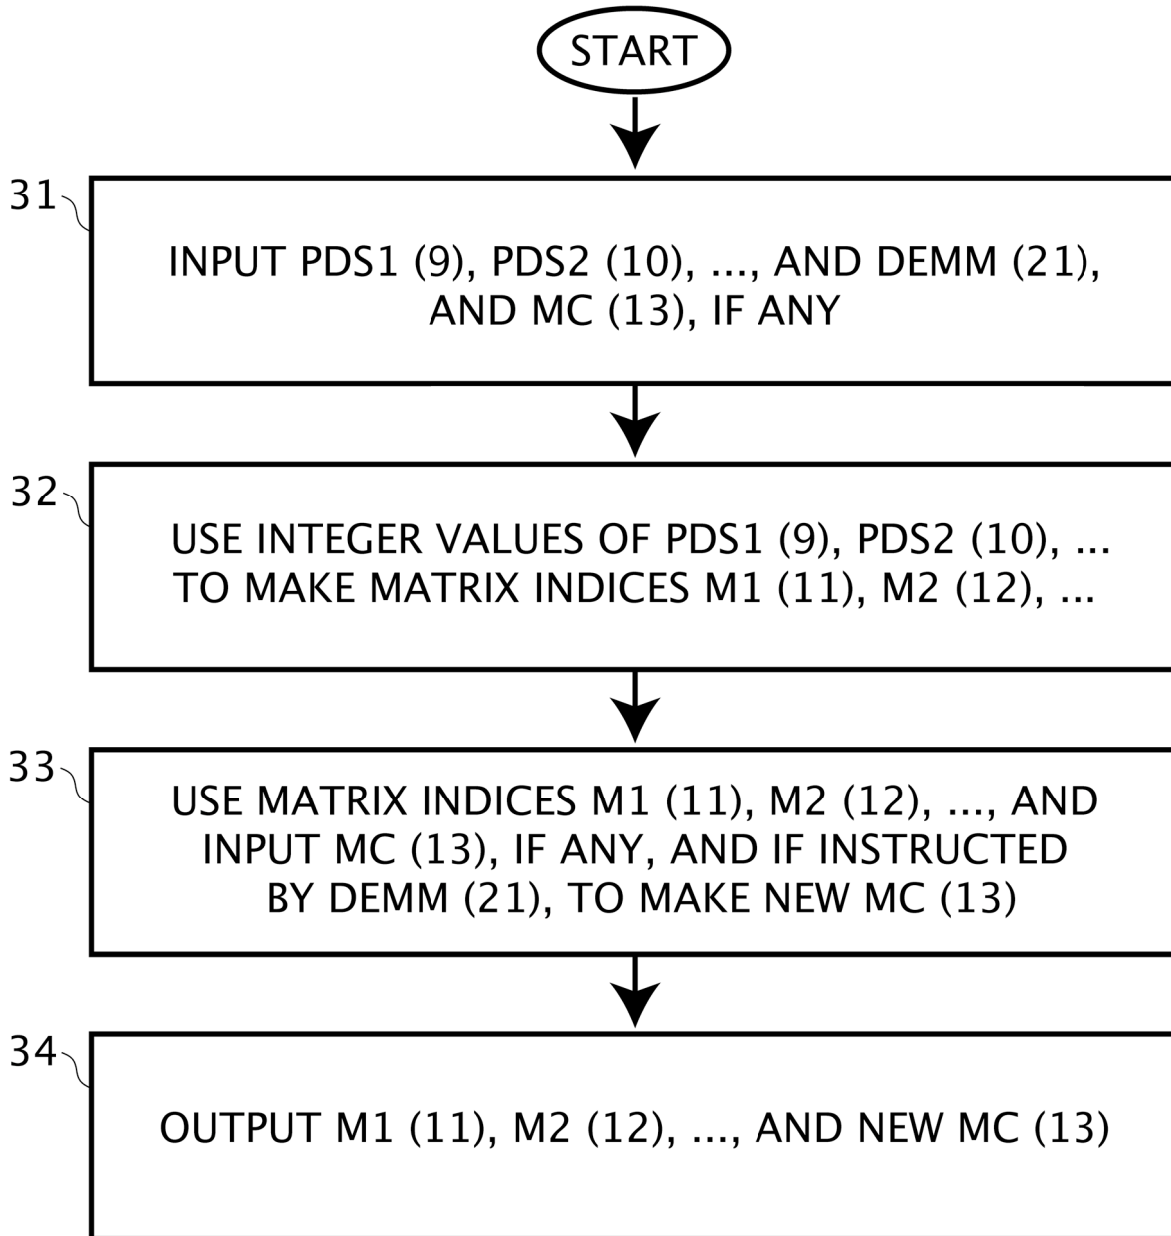 START
31
INPUT PDS1 (9), PDS2 (10), ..., AND DEMM (21),
AND MC (13), IF ANY
32
USE INTEGER VALUES OF PDS1 (9), PDS2 (10), ...
TO MAKE MATRIX INDICES M1 (11), M2 (12), ...
33
USE MATRIX INDICES M1 (11), M2 (12), ..., AND
INPUT MC (13), IF ANY, AND IF INSTRUCTED
BY DEMM (21), TO MAKE NEW MC (13)
34
OUTPUT M1 (11), M2 (12), ..., AND NEW MC (13)